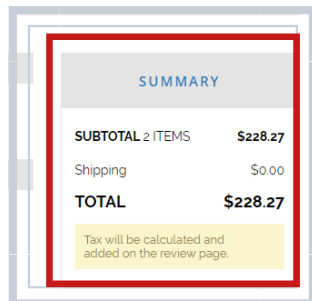 SUMMARY
SUBTOTAL 2 ITEMS $228.27
Shipping $0.00
TOTAL $228.27
Tax will be calculated and
added on the review page.